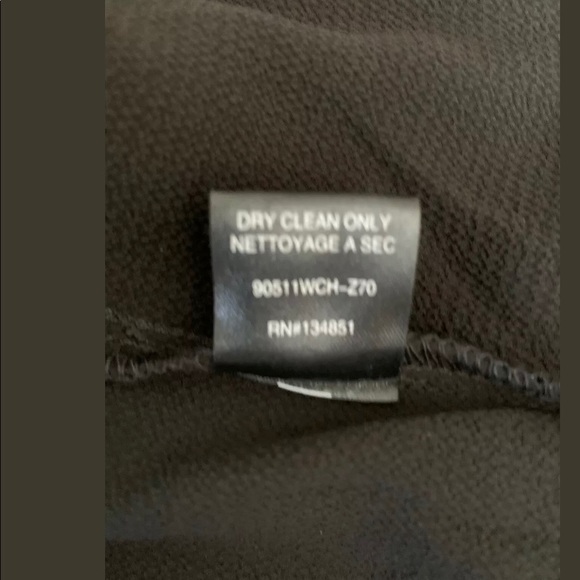 DRY CLEAN ONLY
NETTOYAGE A SEC
90511WCH-Z70
RN#134851